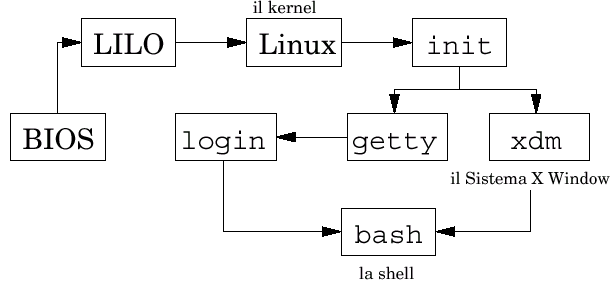 il kernel
LILO
Linux
init
BIOS
login
getty
xdm
il Sistema X Window
bash
la shell